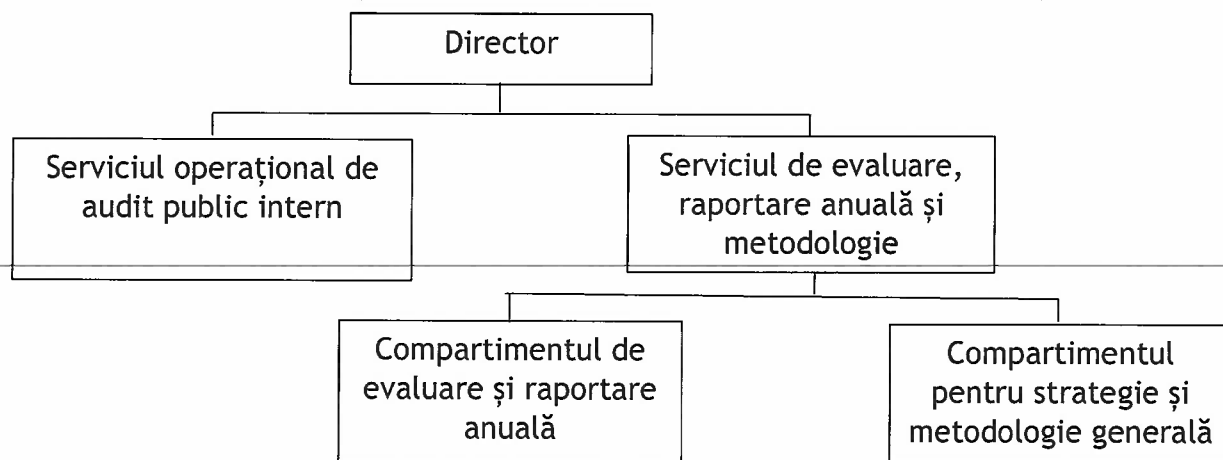 Director
Serviciul operațional de
audit public intern
Serviciul de evaluare,
raportare anuală și
metodologie
Compartimentul de
evaluare și raportare
anuală
Compartimentul
pentru strategie și
metodologie generală